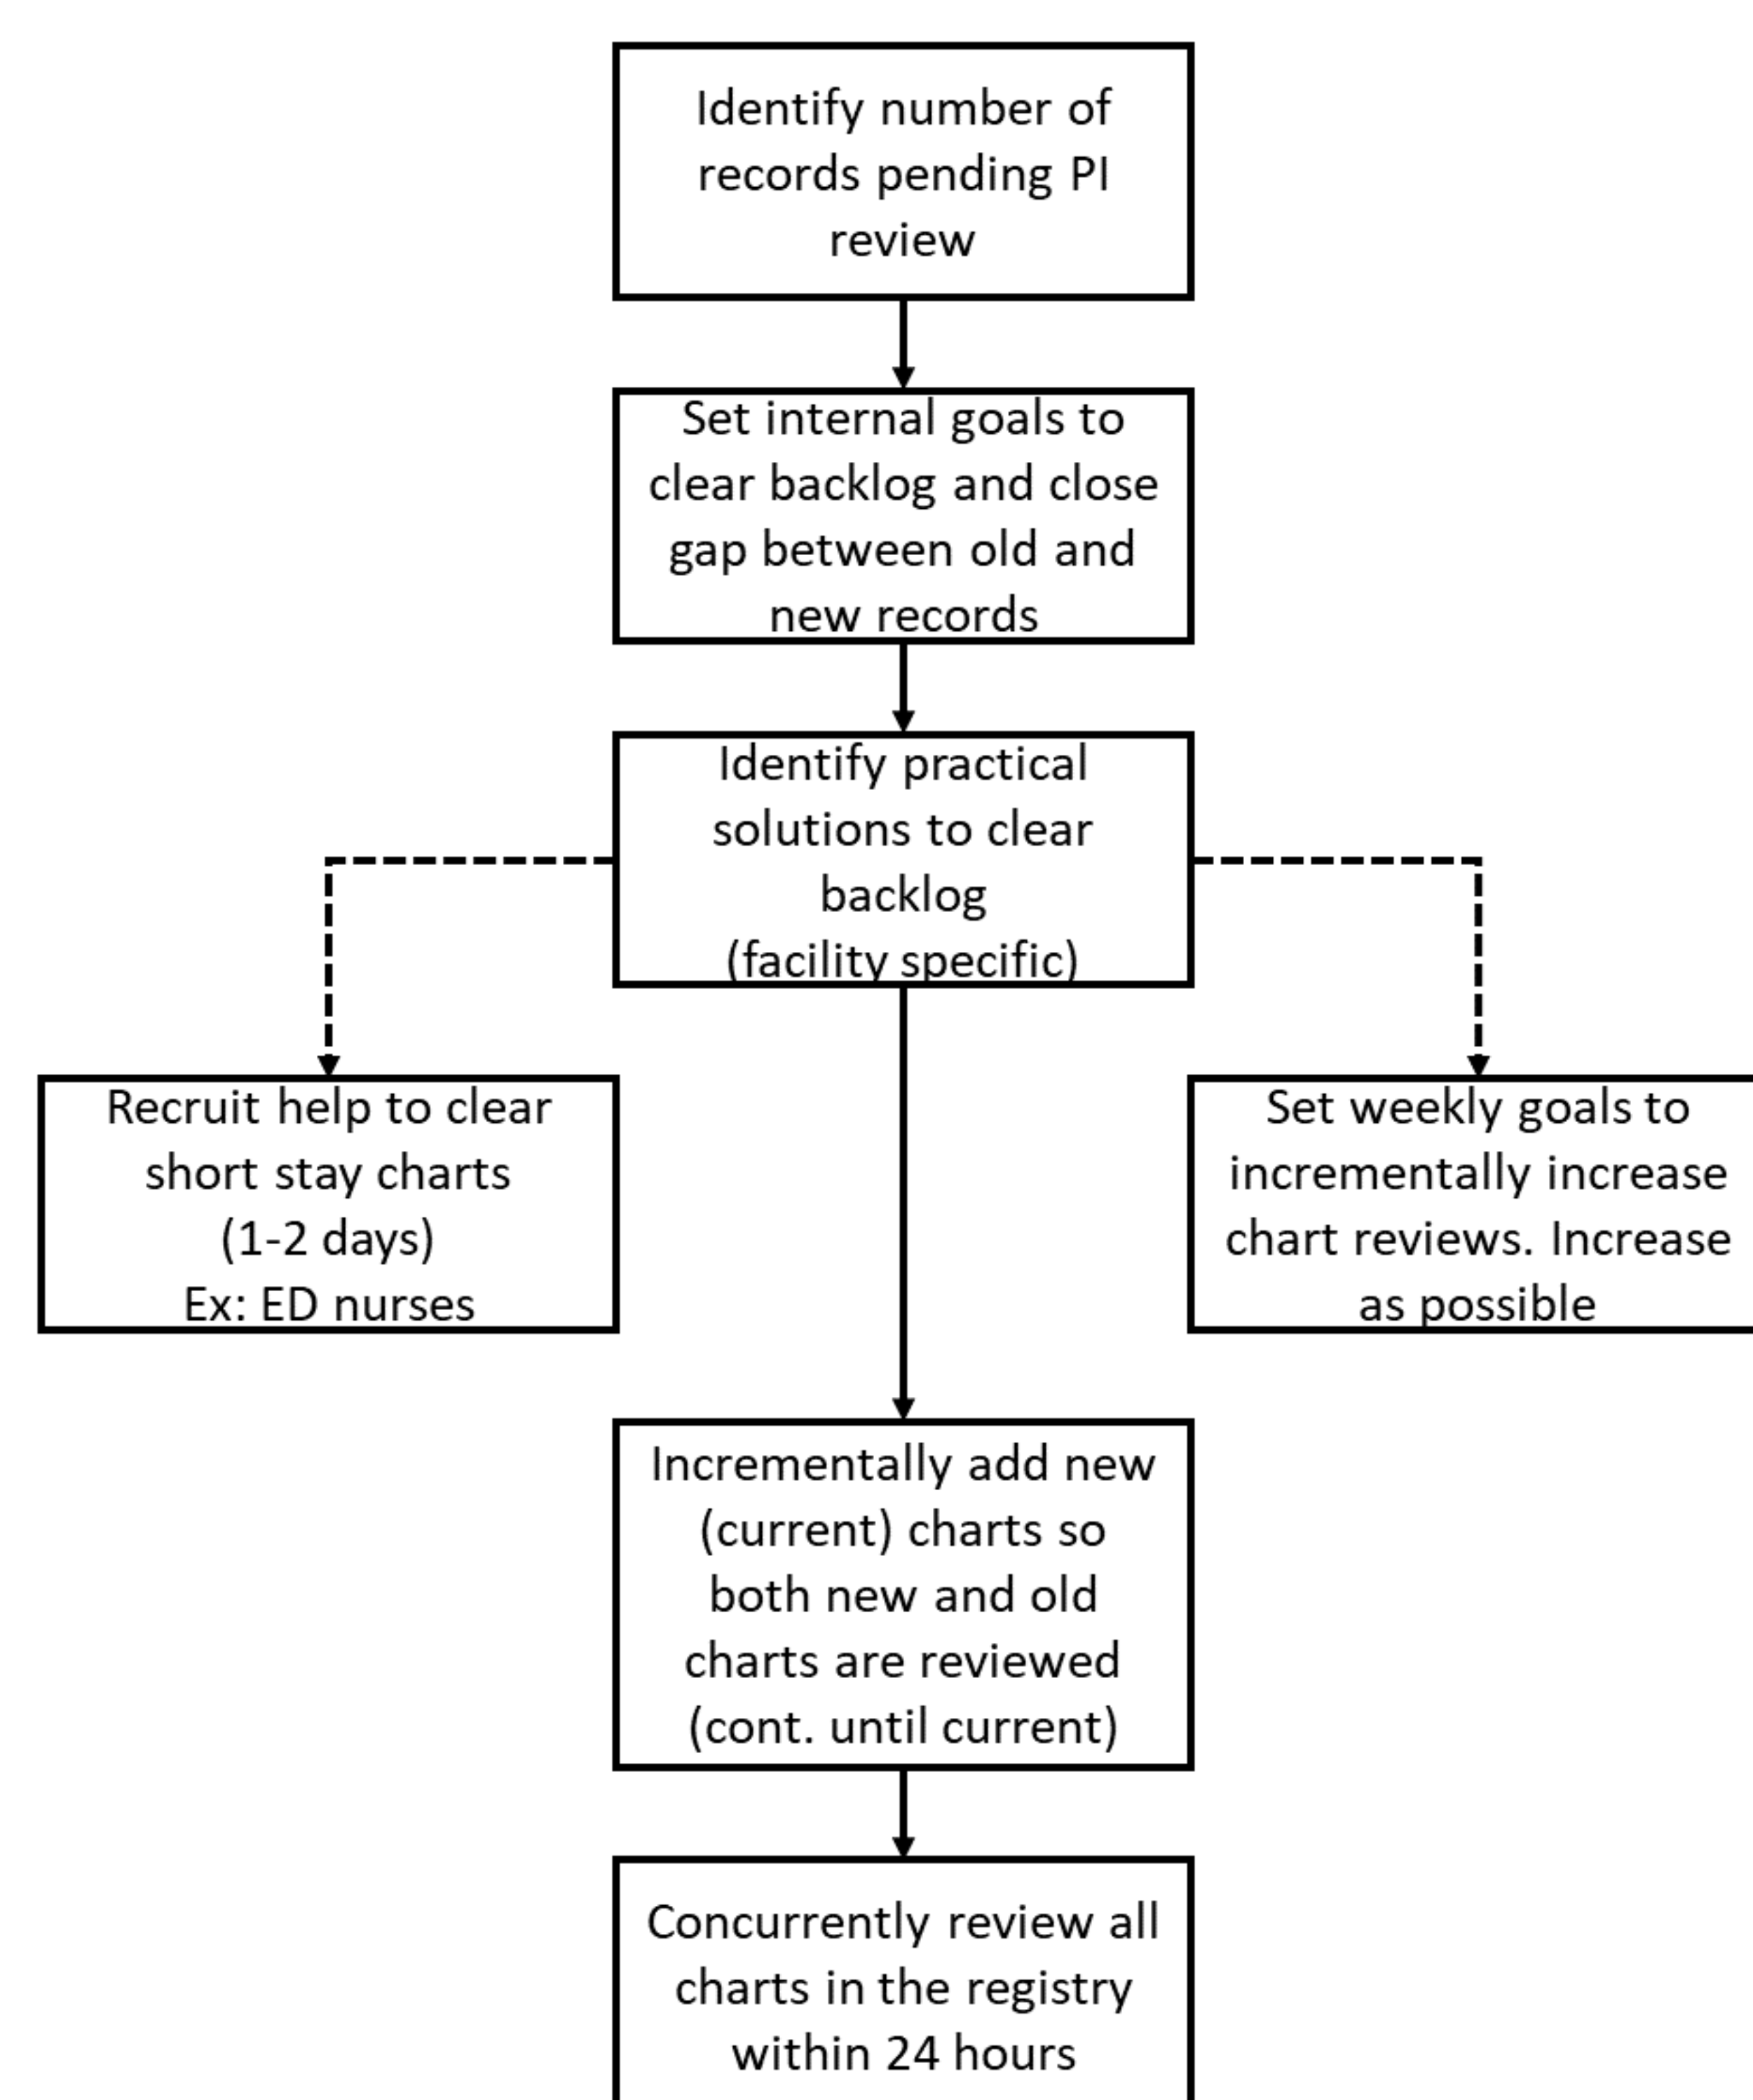 Identify number of
records pending PI
review
Set internal goals to
clear backlog and close
gap between old and
new records
Identify practical
solutions to clear
backlog
(facility specific)
Recruit help to clear
short stay charts
(1-2 days)
Ex: ED nurses
Set weekly goals to
incrementally increase
chart reviews. Increase
as possible
Incrementally add new
(current) charts so
both new and old
charts are reviewed
(cont. until current)
Concurrently review all
charts in the registry
within 24 hours